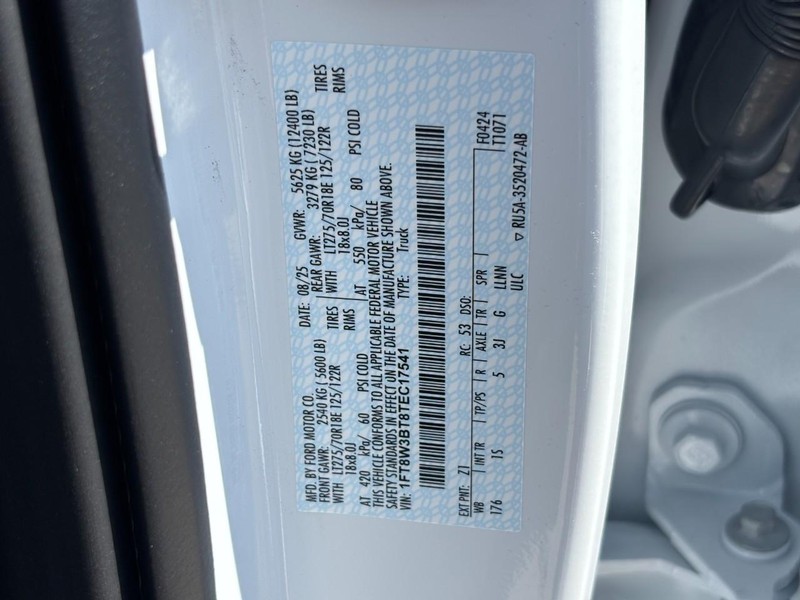 MFD. BY FORD MOTOR CO.
DATE: 08/25 GVWR: 5625 KG (12400 LB)
FRONT GAWR: 2540 KG ( 5600 LB)
REAR GAWR: 3279 KG ( 7230 LB)
WITH LT275/70R18E 125/122R TIRES
WITH LT275/70R18E 125/122R TIRES
18x8.0J RIMS
18x8.0J RIMS
AT 420 kPa/ 60 PSI COLD
AT 550 kPa/ 80 PSI COLD
THIS VEHICLE CONFORMS TO ALL APPLICABLE FEDERAL MOTOR VEHICLE
SAFETY STANDARDS IN EFFECT ON THE DATE OF MANUFACTURE SHOWN ABOVE.
VIN: 1FT8W3BT8TEC17541 TYPE: Truck
EXT PNT: Z1 RC: 53 DSO: F0424
WB INT TR TP/PS R AXLE TR SPR T1071
176 1S 5 3J G LLNN
ULC ▽ RU5A-3520472-AB